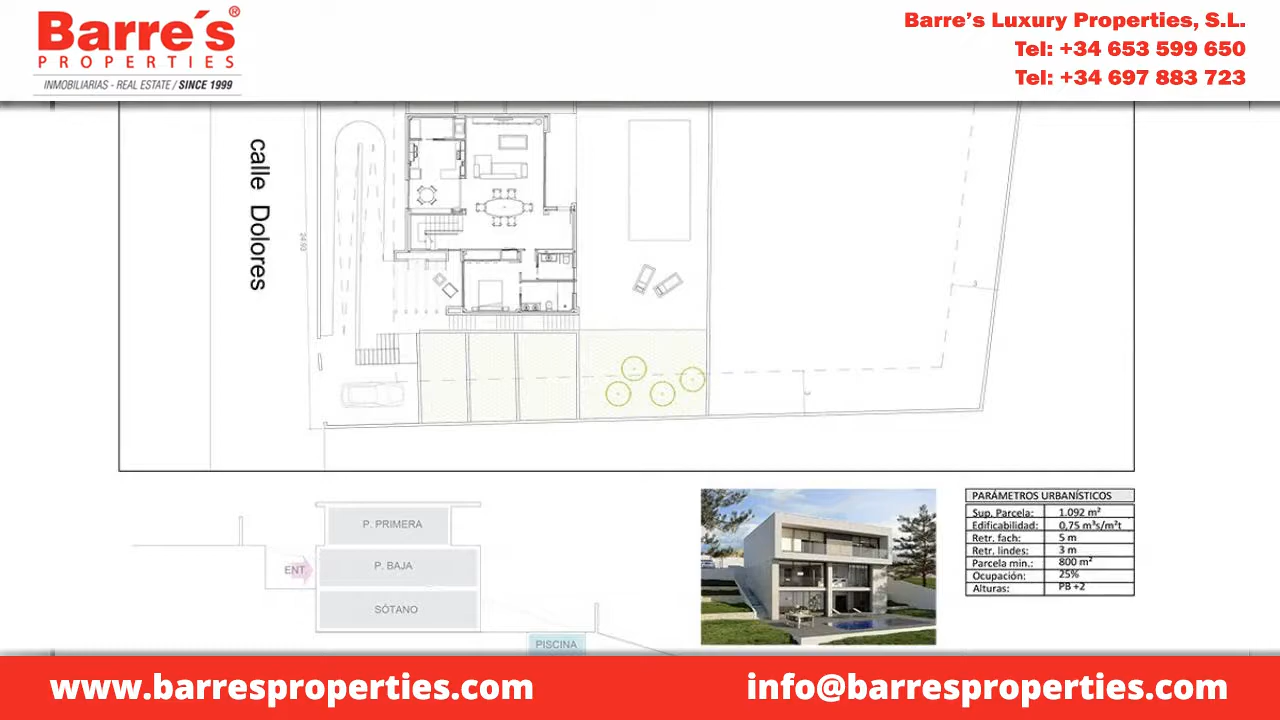 Barre´s®
PROPERTIES
INMOBILIARIAS - REAL ESTATE / SINCE 1999
Barre’s Luxury Properties, S.L.
Tel: +34 653 599 650
Tel: +34 697 883 723
calle Dolores
24.93
3
P. PRIMERA
ENT
P. BAJA
SÓTANO
PISCINA
PARÁMETROS URBANÍSTICOS
Sup. Parcela: 1.092 m²
Edificabilidad: 0,75 m³s/m²t
Retr. fach: 5 m
Retr. lindes: 3 m
Parcela min.: 800 m²
Ocupación: 25%
Alturas: PB +2
www.barresproperties.com
info@barresproperties.com